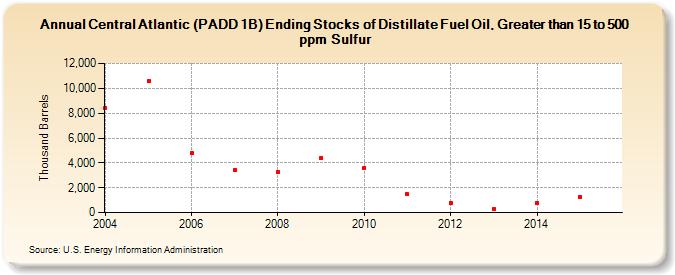 Annual Central Atlantic (PADD 1B) Ending Stocks of Distillate Fuel Oil, Greater than 15 to 500
ppm Sulfur
Thousand Barrels
12,000
10,000
8,000
6,000
4,000
2,000
0
2004 2006 2008 2010 2012 2014
Source: U.S. Energy Information Administration